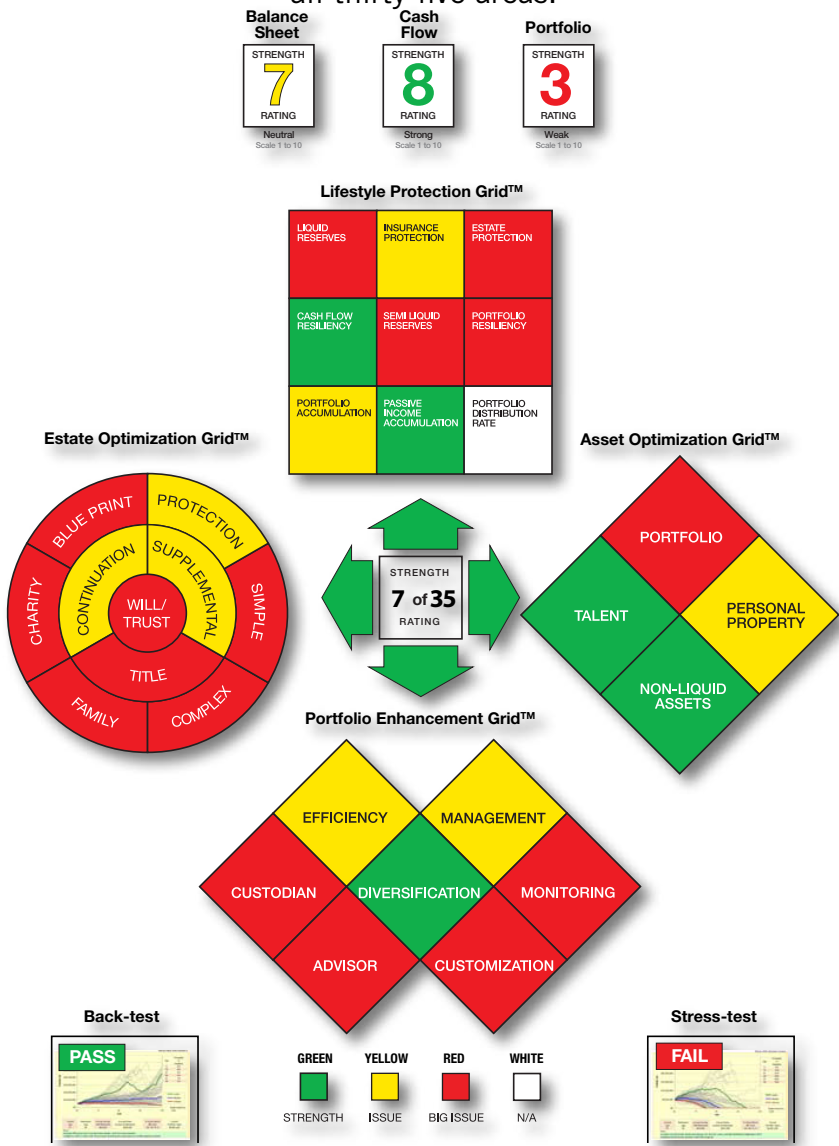 all thirty-five areas.
Balance
Sheet
STRENGTH
7
RATING
Neutral
Scale 1 to 10
Cash
Flow
STRENGTH
8
RATING
Strong
Scale 1 to 10
Portfolio
STRENGTH
3
RATING
Weak
Scale 1 to 10
Lifestyle Protection Grid™
LIQUID
RESERVES
INSURANCE
PROTECTION
ESTATE
PROTECTION
CASH FLOW
RESILIENCY
SEMI LIQUID
RESERVES
PORTFOLIO
RESILIENCY
PORTFOLIO
ACCUMULATION
PASSIVE
INCOME
ACCUMULATION
PORTFOLIO
DISTRIBUTION
RATE
Estate Optimization Grid™
BLUE PRINT
PROTECTION
SIMPLE
COMPLEX
FAMILY
CHARITY
CONTINUATION
SUPPLEMENTAL
TITLE
WILL/
TRUST
STRENGTH
7 of 35
RATING
Asset Optimization Grid™
PORTFOLIO
TALENT
PERSONAL
PROPERTY
NON-LIQUID
ASSETS
Portfolio Enhancement Grid™
EFFICIENCY
MANAGEMENT
CUSTODIAN
DIVERSIFICATION
MONITORING
ADVISOR
CUSTOMIZATION
Back-test
PASS
GREEN
STRENGTH
YELLOW
ISSUE
RED
BIG ISSUE
WHITE
N/A
Stress-test
FAIL